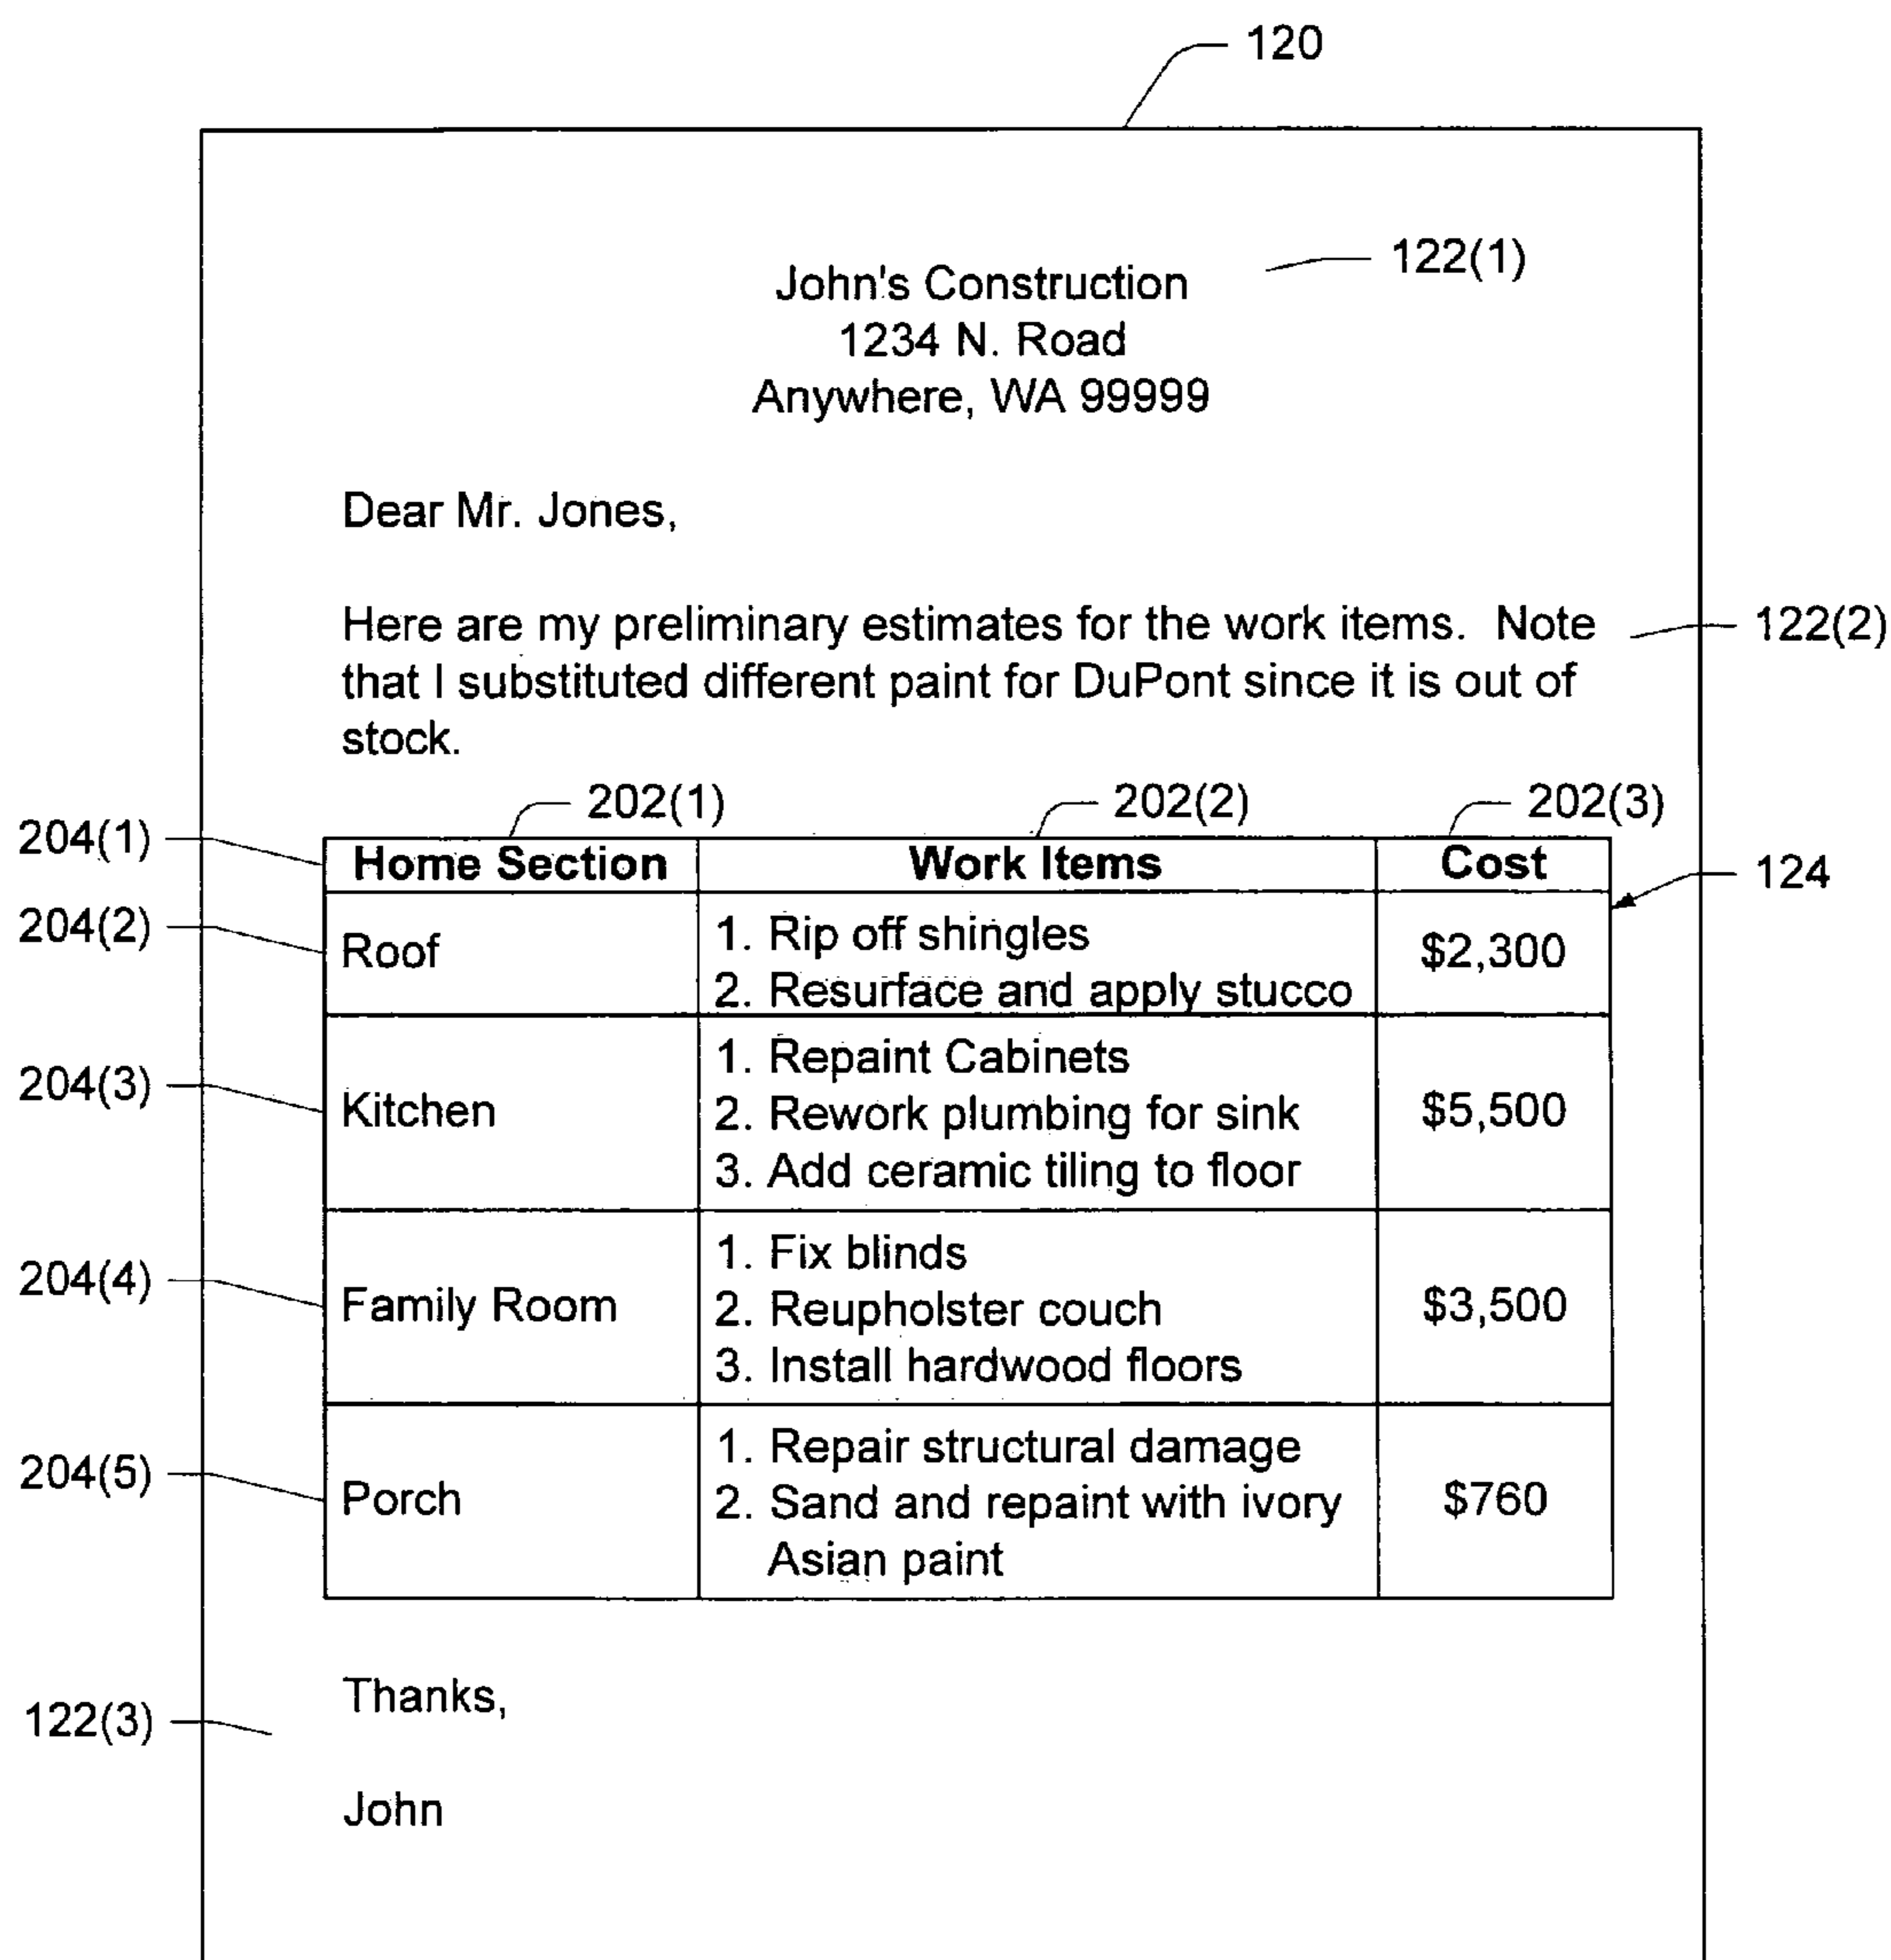 120
122(1)
John's Construction
1234 N. Road
Anywhere, WA 99999
Dear Mr. Jones,
Here are my preliminary estimates for the work items. Note
122(2)
that I substituted different paint for DuPont since it is out of
stock.
202(1)
202(2)
202(3)
204(1)
Home Section
Work Items
Cost
124
204(2)
Roof
1. Rip off shingles
2. Resurface and apply stucco
$2,300
204(3)
Kitchen
1. Repaint Cabinets
2. Rework plumbing for sink
3. Add ceramic tiling to floor
$5,500
204(4)
Family Room
1. Fix blinds
2. Reupholster couch
3. Install hardwood floors
$3,500
204(5)
Porch
1. Repair structural damage
2. Sand and repaint with ivory
Asian paint
$760
Thanks,
122(3)
John